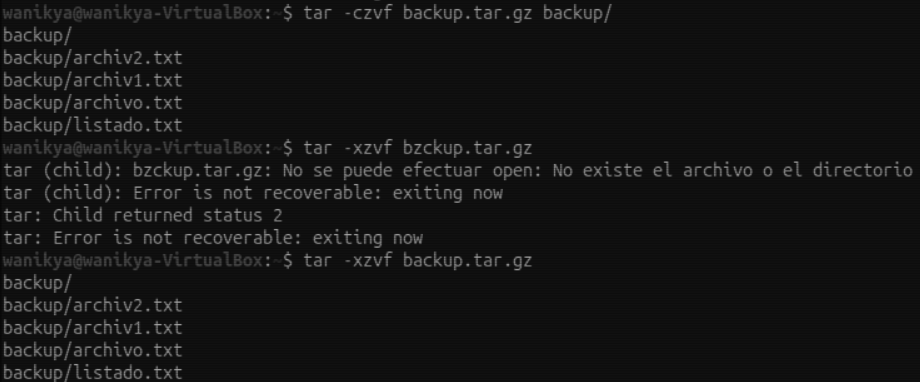 wanikya@wanikya-VirtualBox:~$ tar -czvf backup.tar.gz backup/
backup/
backup/archiv2.txt
backup/archiv1.txt
backup/archivo.txt
backup/listado.txt
wanikya@wanikya-VirtualBox:~$ tar -xzvf bzckup.tar.gz
tar (child): bzckup.tar.gz: No se puede efectuar open: No existe el archivo o el directorio
tar (child): Error is not recoverable: exiting now
tar: Child returned status 2
tar: Error is not recoverable: exiting now
wanikya@wanikya-VirtualBox:~$ tar -xzvf backup.tar.gz
backup/
backup/archiv2.txt
backup/archiv1.txt
backup/archivo.txt
backup/listado.txt